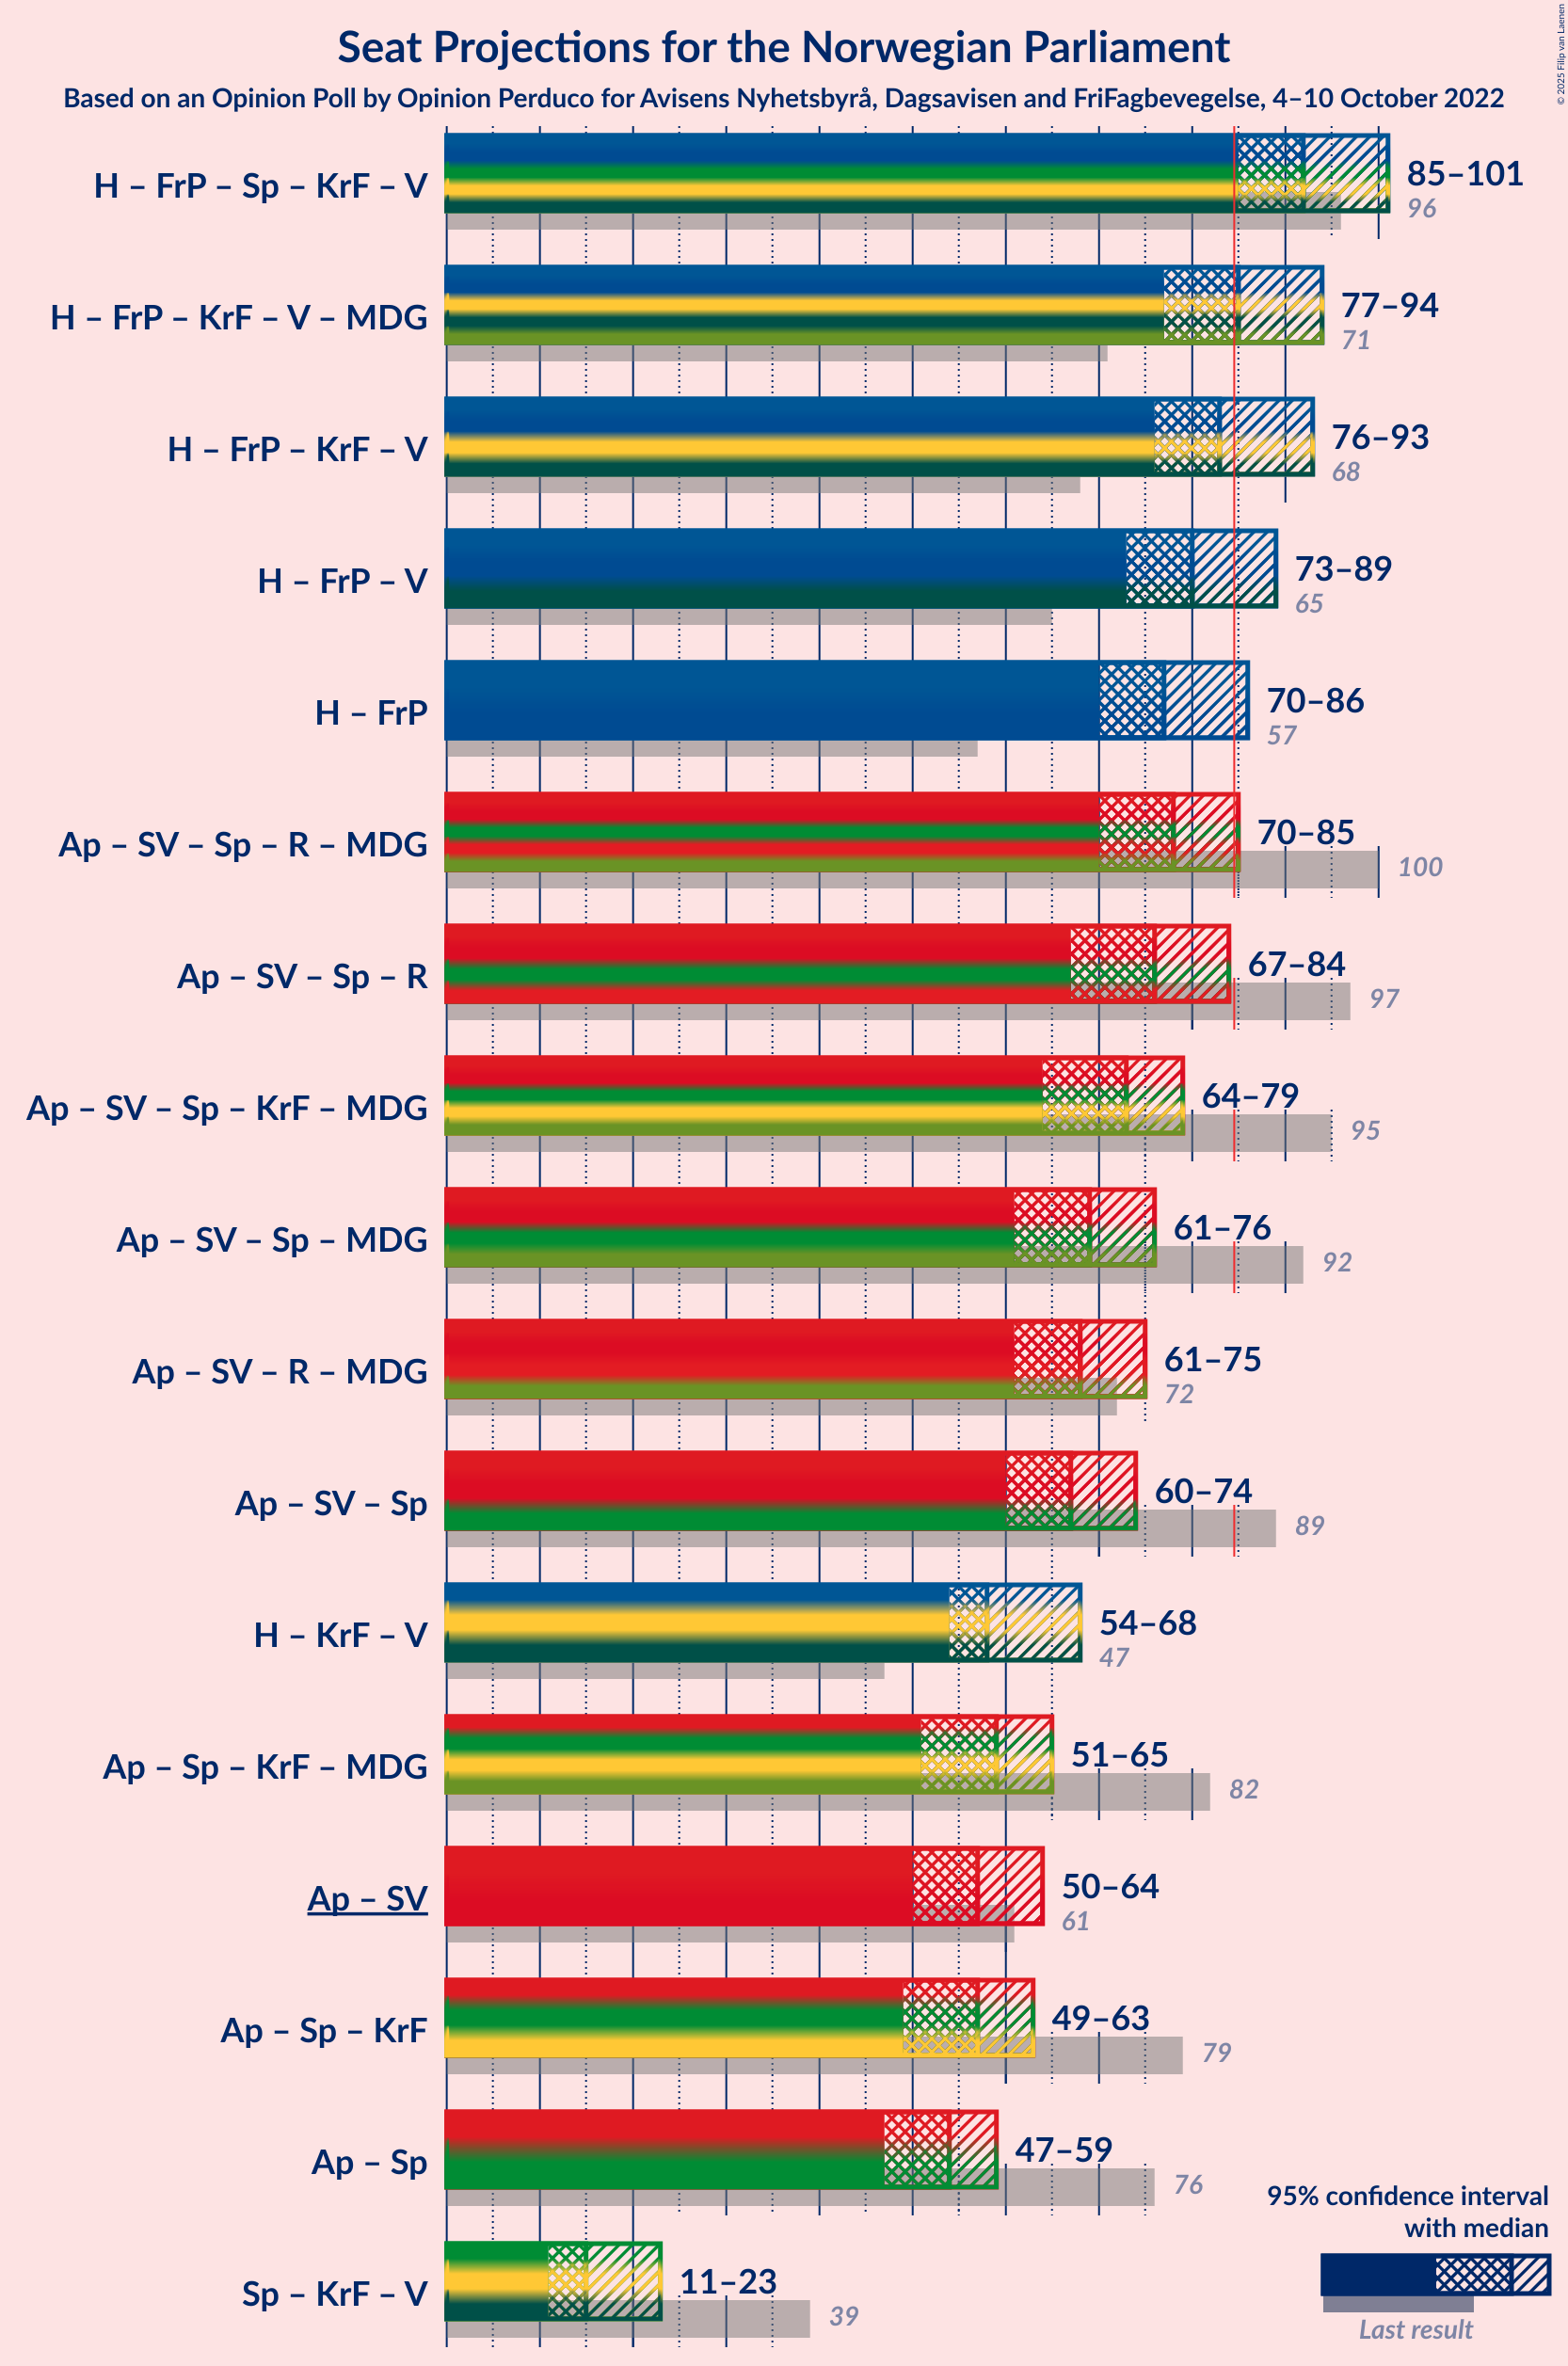 Seat Projections for the Norwegian Parliament
Based on an Opinion Poll by Opinion Perduco for Avisens Nyhetsbyrå, Dagsavisen and FriFagbevegelse, 4–10 October 2022
© 2025 Filip van Laenen
H – FrP – Sp – KrF – V
85–101
96
H – FrP – KrF – V – MDG
77–94
71
H – FrP – KrF – V
76–93
68
H – FrP – V
73–89
65
H – FrP
70–86
57
Ap – SV – Sp – R – MDG
70–85
100
Ap – SV – Sp – R
67–84
97
Ap – SV – Sp – KrF – MDG
64–79
95
Ap – SV – Sp – MDG
61–76
92
Ap – SV – R – MDG
61–75
72
Ap – SV – Sp
60–74
89
H – KrF – V
54–68
47
Ap – Sp – KrF – MDG
51–65
82
Ap – SV
50–64
61
Ap – Sp – KrF
49–63
79
Ap – Sp
47–59
76
Sp – KrF – V
11–23
39
95% confidence interval
with median
Last result